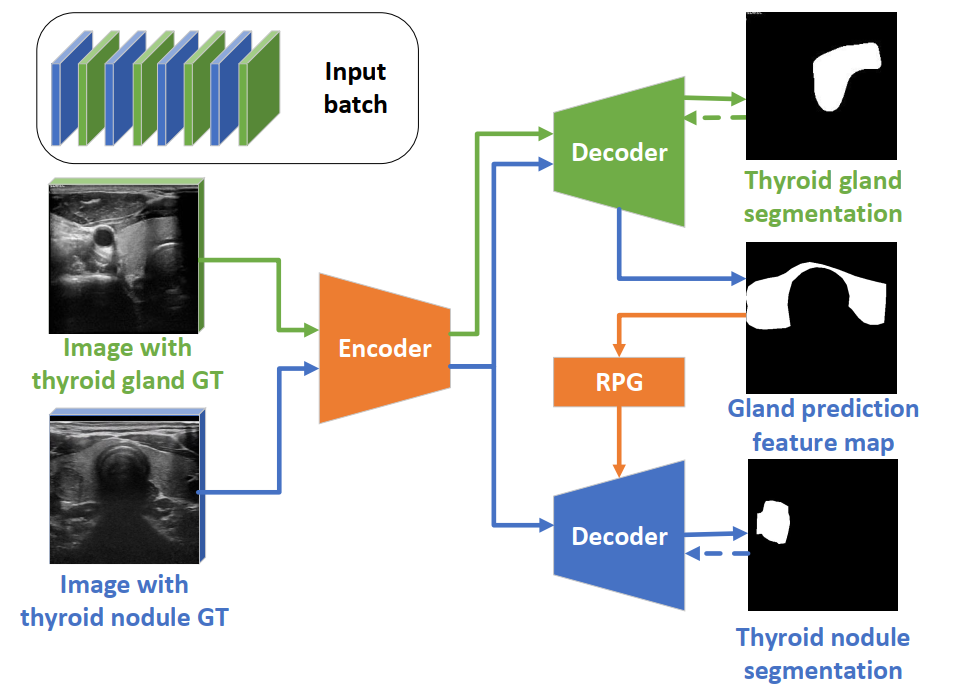 Input
batch
Image with
thyroid gland GT
Image with
thyroid nodule GT
Encoder
Decoder
Thyroid gland
segmentation
RPG
Gland prediction
feature map
Decoder
Thyroid nodule
segmentation